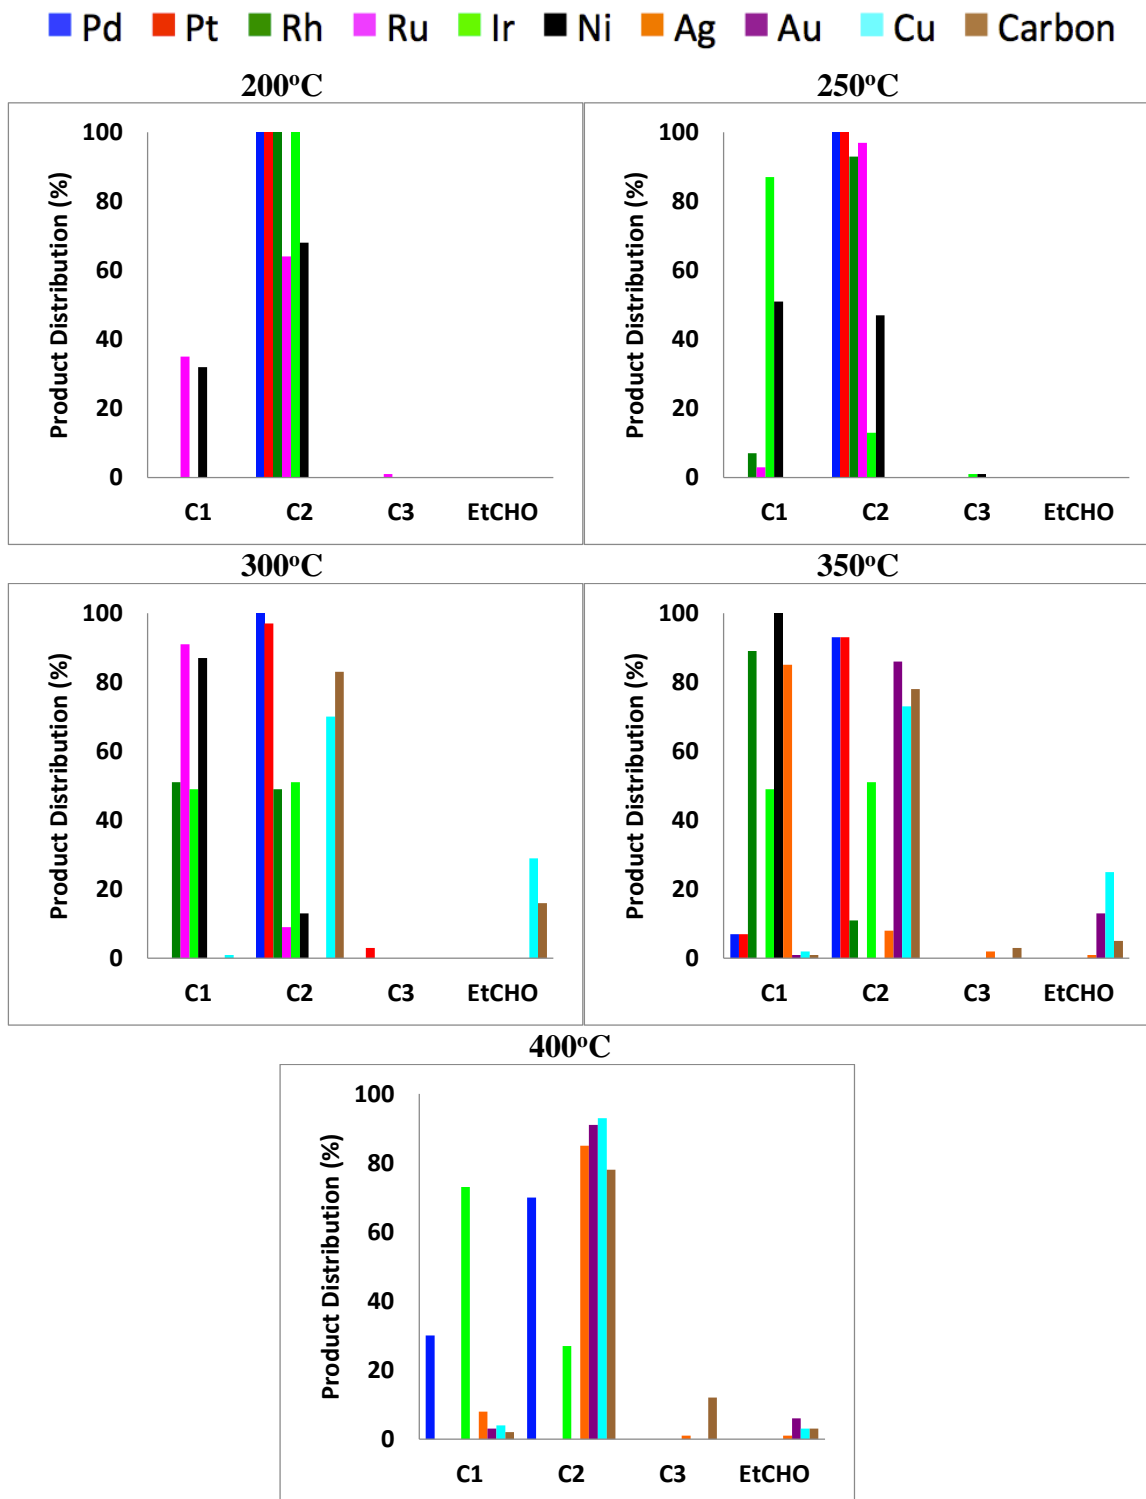 Pd Pt Rh Ru Ir Ni Ag Au Cu Carbon
200°C
Product Distribution (%)
100
80
60
40
20
0
C1 C2 C3 EtCHO
250°C
Product Distribution (%)
100
80
60
40
20
0
C1 C2 C3 EtCHO
300°C
Product Distribution (%)
100
80
60
40
20
0
C1 C2 C3 EtCHO
350°C
Product Distribution (%)
100
80
60
40
20
0
C1 C2 C3 EtCHO
400°C
Product Distribution (%)
100
80
60
40
20
0
C1 C2 C3 EtCHO